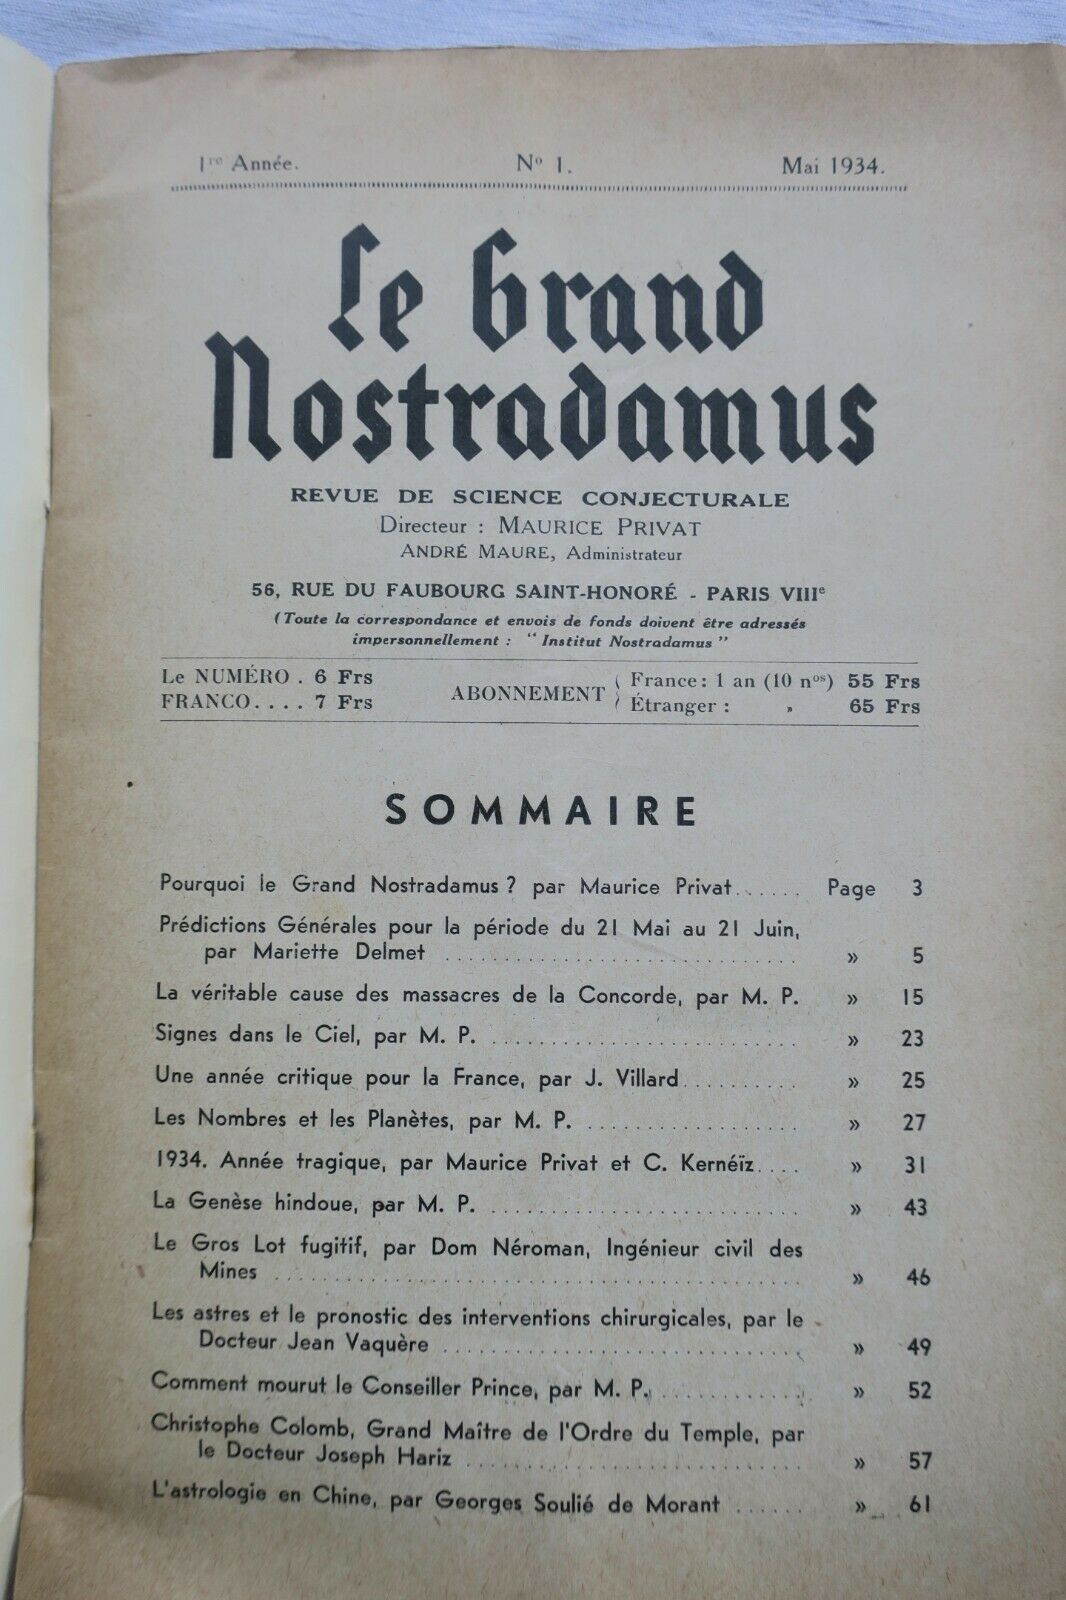 1re Année. No 1. Mai 1934.
Le Grand
Nostradamus
REVUE DE SCIENCE CONJECTURALE
Directeur : MAURICE PRIVAT
ANDRÉ MAURE, Administrateur
56, RUE DU FAUBOURG SAINT-HONORÉ - PARIS VIIIe
(Toute la correspondance et envois de fonds doivent être adressés
impersonnellement : " Institut Nostradamus "
Le NUMÉRO . 6 Frs ABONNEMENT France : 1 an (10 nos) 55 Frs
FRANCO.... 7 Frs Étranger : " 65 Frs
SOMMAIRE
Pourquoi le Grand Nostradamus ? par Maurice Privat...... Page 3
Prédictions Générales pour la période du 21 Mai au 21 Juin,
par Mariette Delmet .............................. » 5
La véritable cause des massacres de la Concorde, par M. P. » 15
Signes dans le Ciel, par M. P. .......................... » 23
Une année critique pour la France, par J. Villard.......... » 25
Les Nombres et les Planètes, par M. P. .................. » 27
1934. Année tragique, par Maurice Privat et C. Kernéïz.... » 31
La Genèse hindoue, par M. P. .......................... » 43
Le Gros Lot fugitif, par Dom Néroman, Ingénieur civil des
Mines ............................................ » 46
Les astres et le pronostic des interventions chirurgicales, par le
Docteur Jean Vaquère .............................. » 49
Comment mourut le Conseiller Prince, par M. P. ............ » 52
Christophe Colomb, Grand Maître de l'Ordre du Temple, par
le Docteur Joseph Hariz ............................ » 57
L'astrologie en Chine, par Georges Soulié de Morant ...... » 61